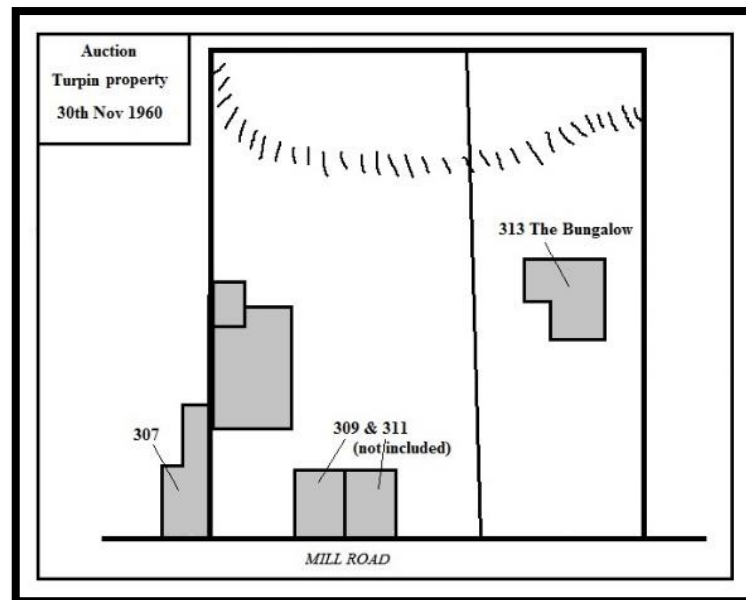 Auction
Turpin property
30th Nov 1960
313 The Bungalow
307
309 & 311
(not included)
MILL ROAD